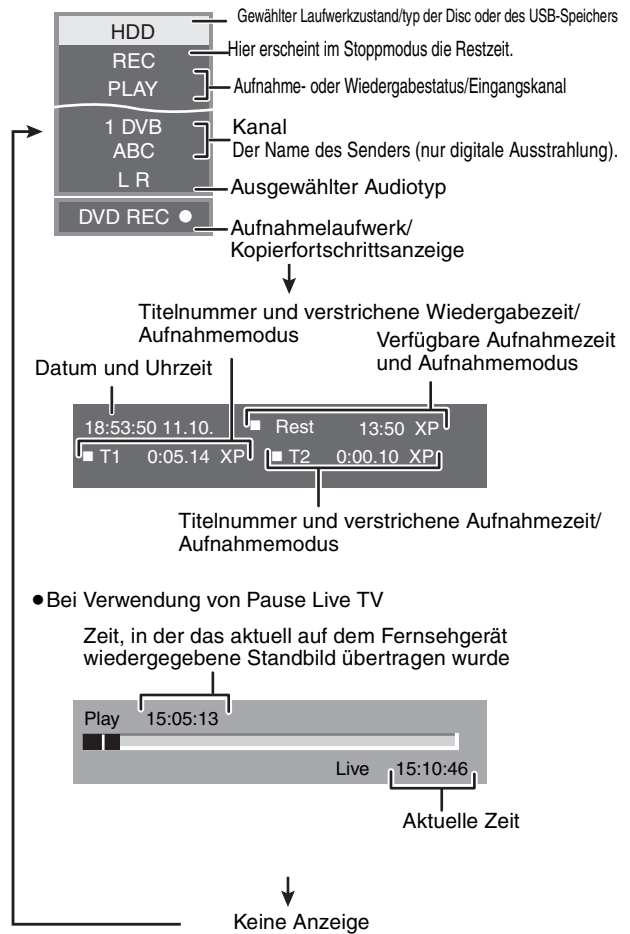 HDD
Gewählter Laufwerkzustand/typ der Disc oder des USB-Speichers
REC
Hier erscheint im Stoppmodus die Restzeit.
PLAY
Aufnahme- oder Wiedergabestatus/Eingangskanal
1 DVB
Kanal
ABC
Der Name des Senders (nur digitale Ausstrahlung).
L R
Ausgewählter Audiotyp
DVD REC ●
Aufnahmelaufwerk/
Kopierfortschrittsanzeige
Titelnummer und verstrichene Wiedergabezeit/
Aufnahmemodus
Verfügbare Aufnahmezeit
und Aufnahmemodus
Datum und Uhrzeit
18:53:50 11.10. ■ Rest 13:50 XP
■ T1 0:05.14 XP ■ T2 0:00.10 XP
Titelnummer und verstrichene Aufnahmezeit/
Aufnahmemodus
●Bei Verwendung von Pause Live TV
Zeit, in der das aktuell auf dem Fernsehgerät
wiedergegebene Standbild übertragen wurde
Play 15:05:13
Live 15:10:46
Aktuelle Zeit
Keine Anzeige